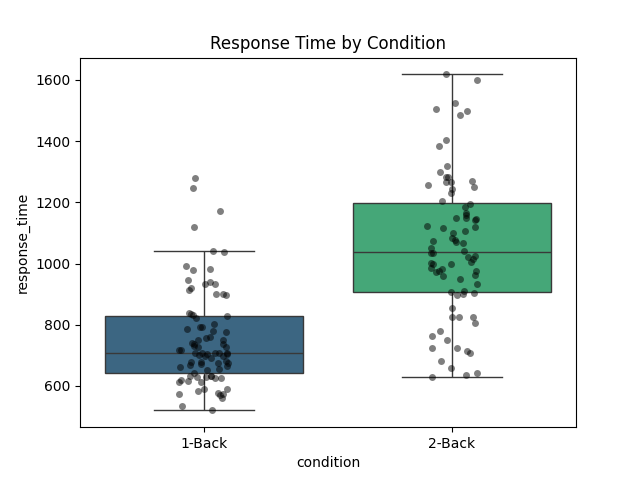 Response Time by Condition
1600
1400
1200
1000
800
600
response_time
1-Back
2-Back
condition